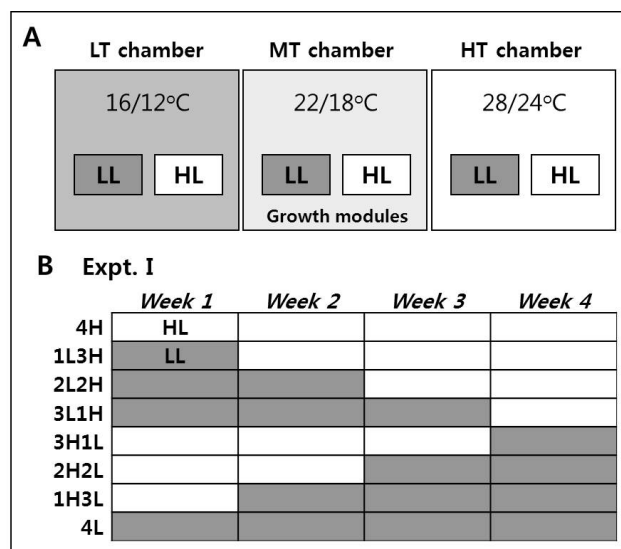 A
LT chamber MT chamber HT chamber
16/12°C 22/18°C 28/24°C
LL HL LL HL LL HL
Growth modules
B Expt. I
Week 1 Week 2 Week 3 Week 4
4H HL
1L3H LL
2L2H
3L1H
3H1L
2H2L
1H3L
4L